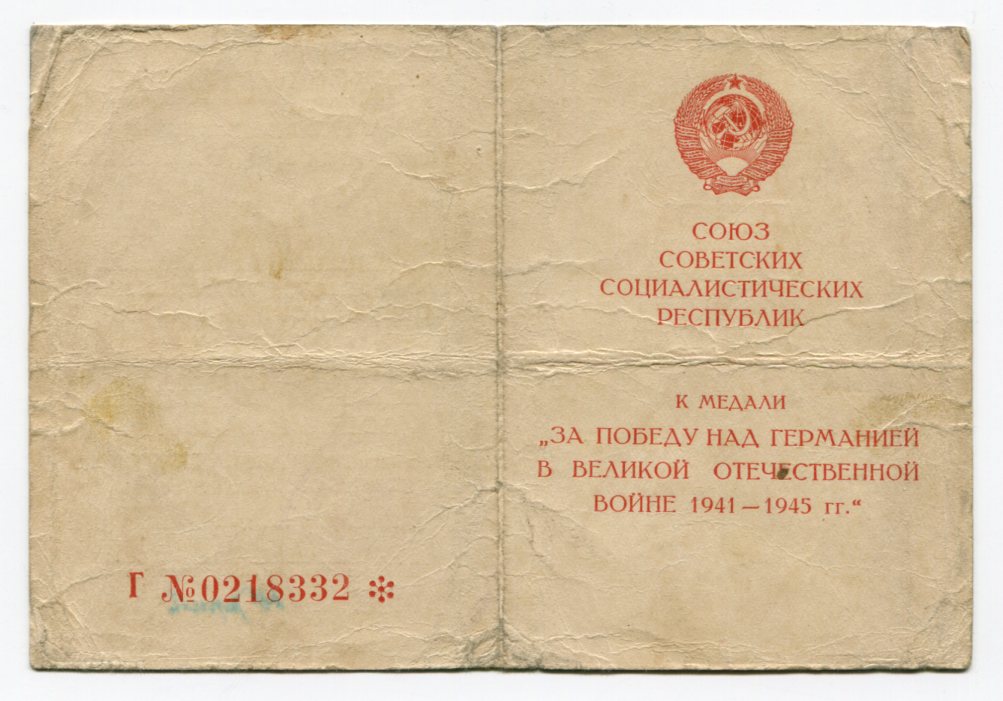 Г №0218332
СОЮЗ
СОВЕТСКИХ
СОЦИАЛИСТИЧЕСКИХ
РЕСПУБЛИК
К МЕДАЛИ
„ЗА ПОБЕДУ НАД ГЕРМАНИЕЙ
В ВЕЛИКОЙ ОТЕЧЕСТВЕННОЙ
ВОЙНЕ 1941—1945 гг.“